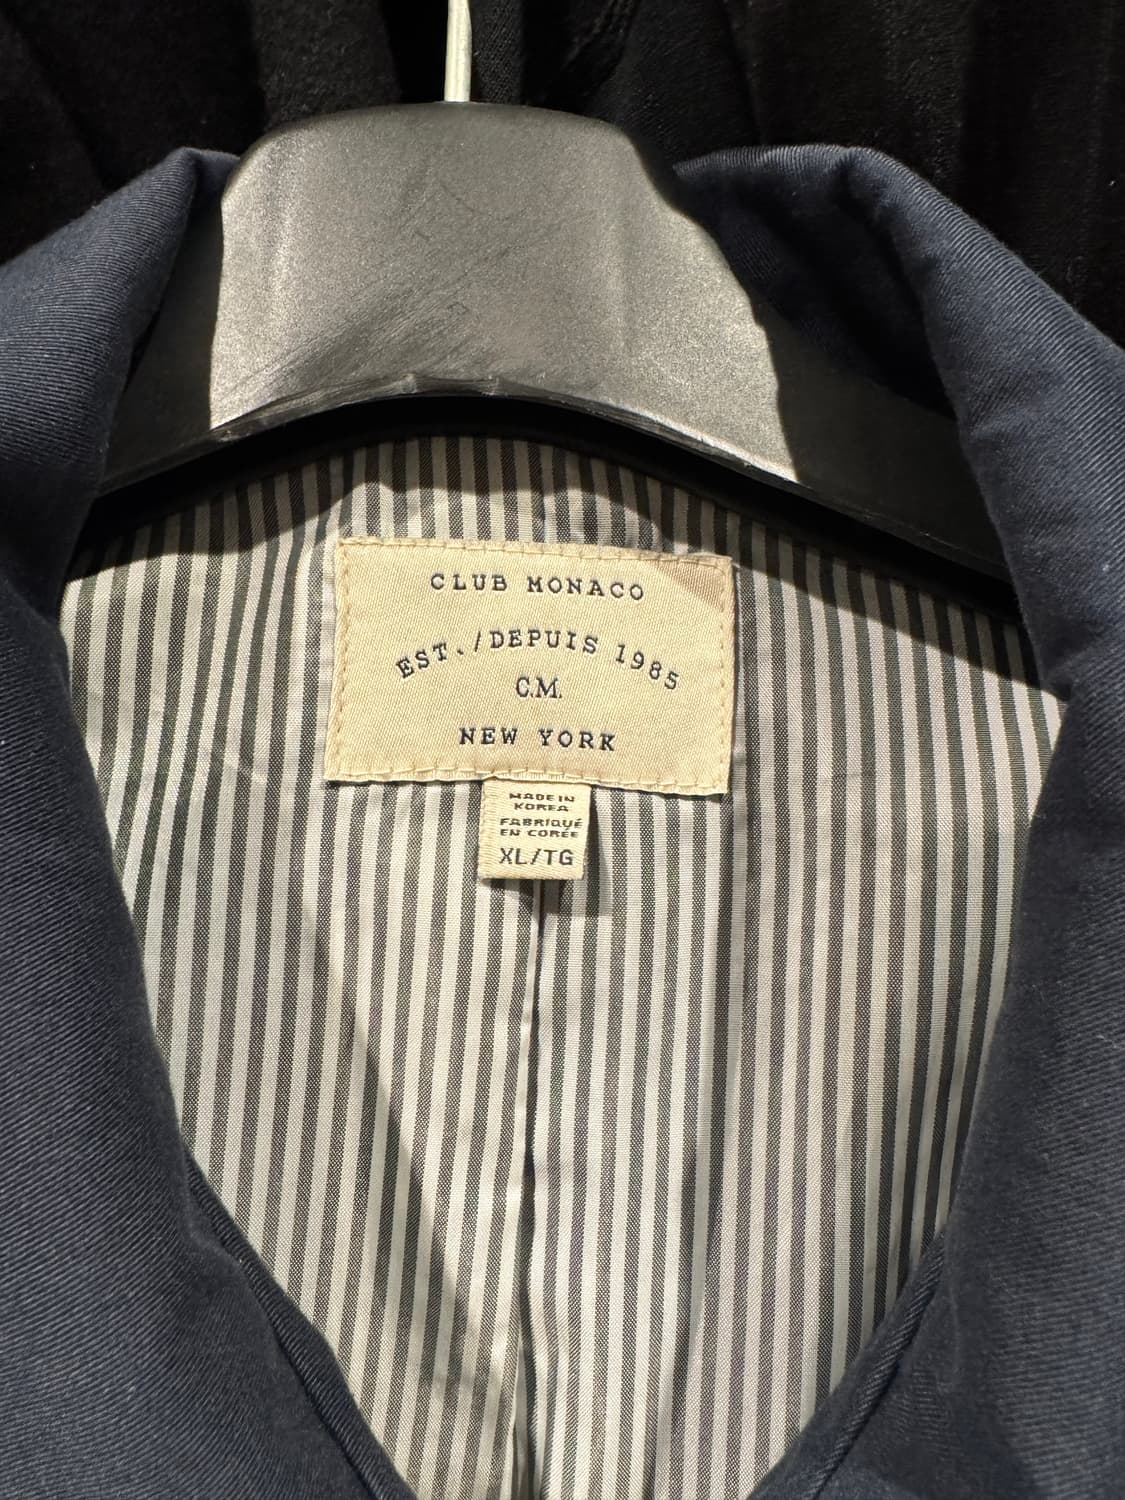 CLUB MONACO
EST./DEPUIS 1985
C.M.
NEW YORK
MADE IN
KOREA
FABRIQUÉ
EN CORÉE
XL/TG